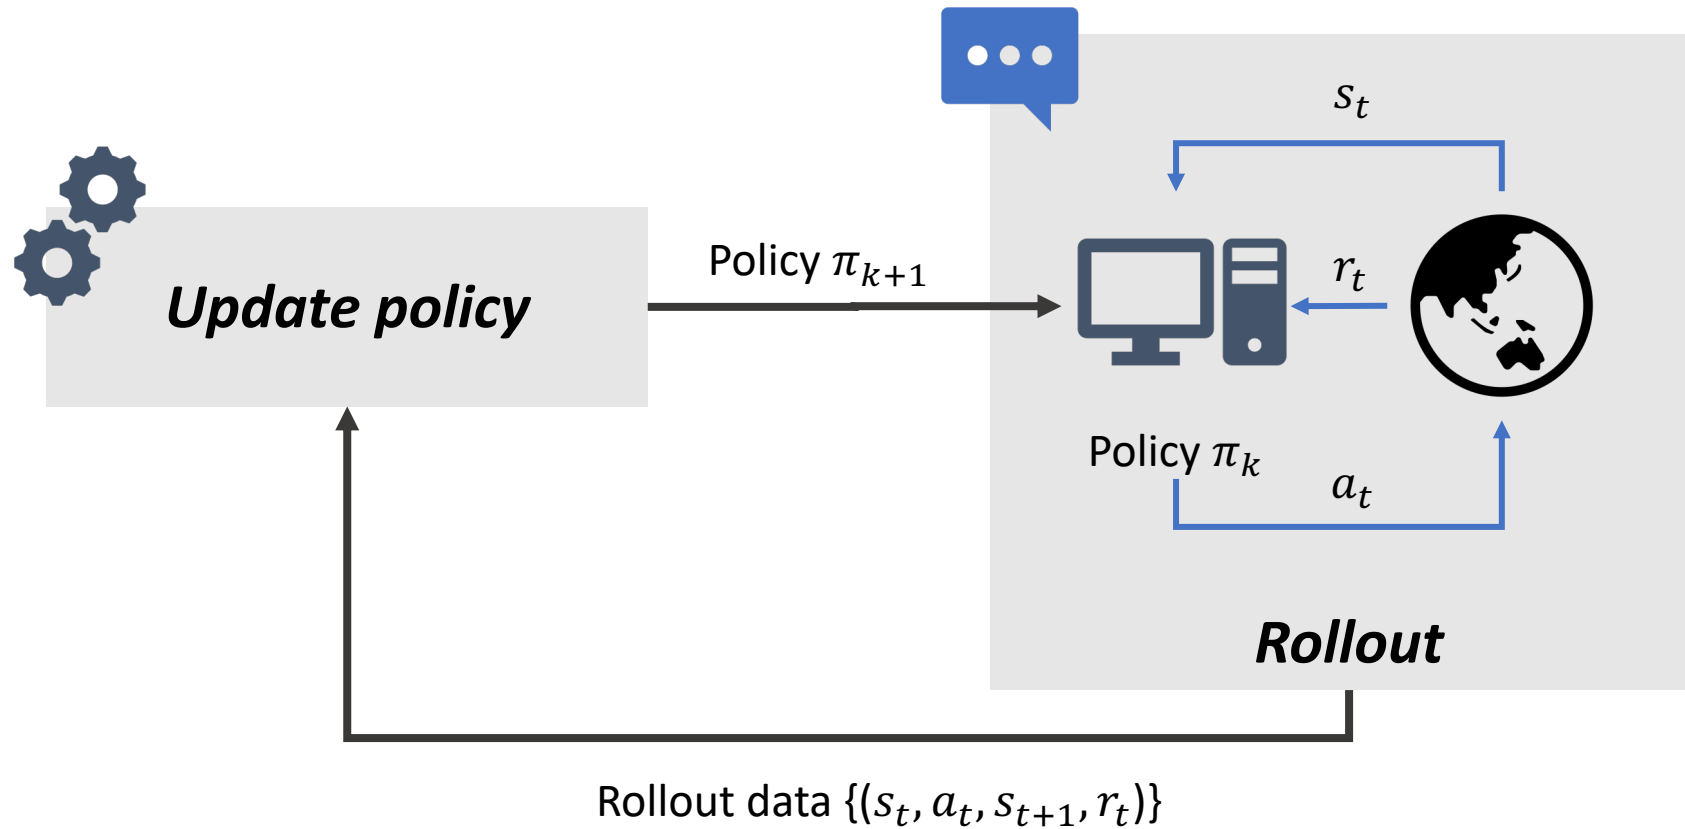 Update policy
Policy π_{k+1}
s_t
r_t
Policy π_k
a_t
Rollout
Rollout data {(s_t, a_t, s_{t+1}, r_t)}